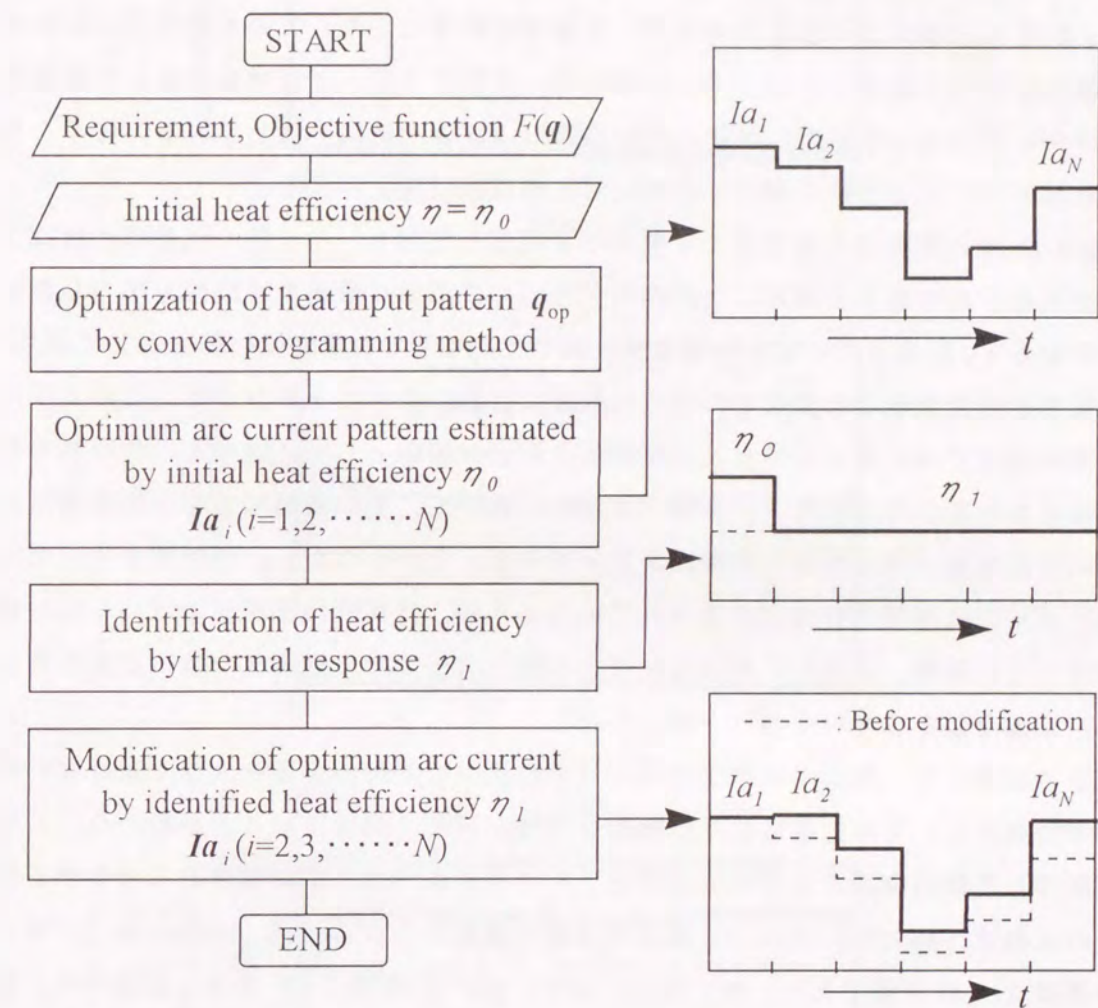 START
Requirement, Objective function F(q)
Initial heat efficiency η = η0
Optimization of heat input pattern qop
by convex programming method
Optimum arc current pattern estimated
by initial heat efficiency η0
Ia i (i=1,2,······N)
Identification of heat efficiency
by thermal response η1
Modification of optimum arc current
by identified heat efficiency η1
Ia i (i=2,3,······N)
END
Ia1 Ia2 IaN
t
η0 η1
t
----- : Before modification
Ia1 Ia2 IaN
t